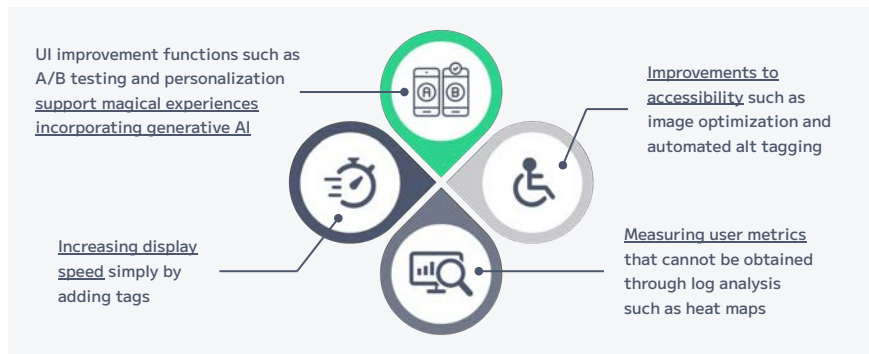 UI improvement functions such as
A/B testing and personalization
support magical experiences
incorporating generative AI
A B
Improvements to
accessibility such as
image optimization and
automated alt tagging
Increasing display
speed simply by
adding tags
Measuring user metrics
that cannot be obtained
through log analysis
such as heat maps